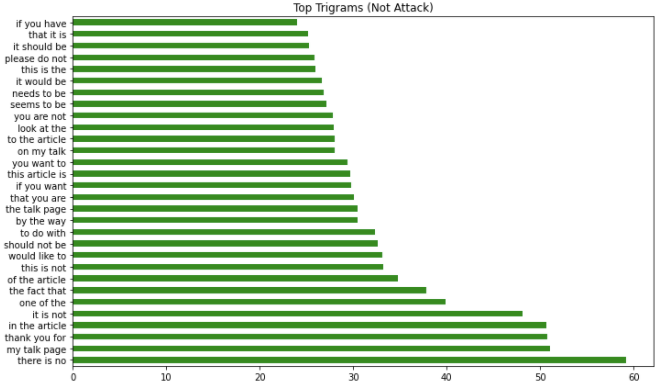 Top Trigrams (Not Attack)
if you have
that it is
it should be
please do not
this is the
it would be
needs to be
seems to be
you are not
look at the
to the article
on my talk
you want to
this article is
if you want
that you are
the talk page
by the way
to do with
should not be
would like to
this is not
of the article
the fact that
one of the
it is not
in the article
thank you for
my talk page
there is no
0 10 20 30 40 50 60